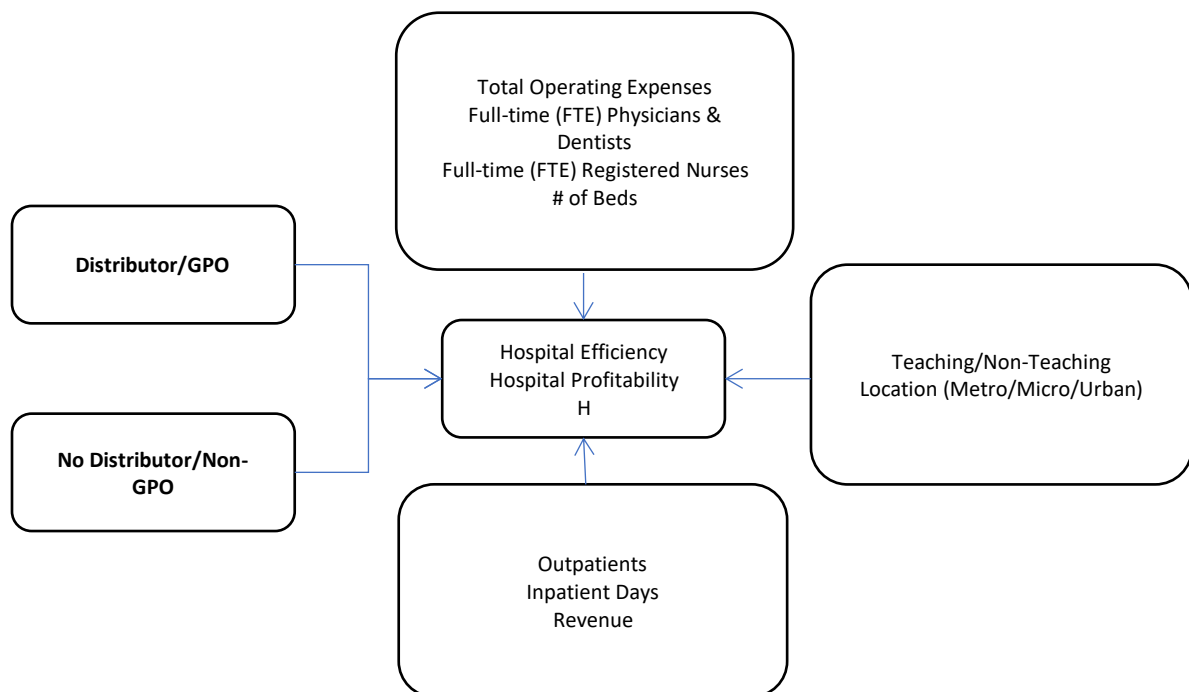 Total Operating Expenses
Full-time (FTE) Physicians &
Dentists
Full-time (FTE) Registered Nurses
# of Beds
Distributor/GPO
Hospital Efficiency
Hospital Profitability
H
Teaching/Non-Teaching
Location (Metro/Micro/Urban)
No Distributor/Non-
GPO
Outpatients
Inpatient Days
Revenue